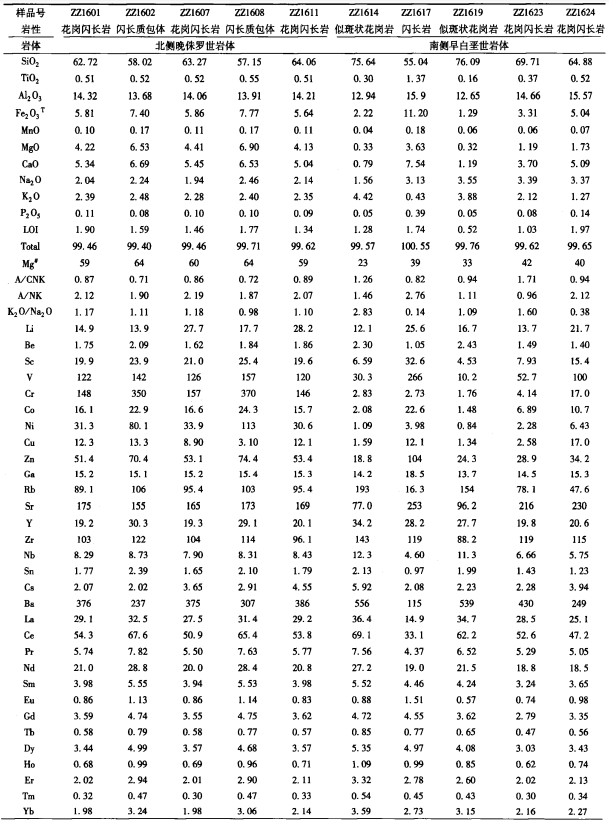 样品号 ZZ1601 ZZ1602 ZZ1607 ZZ1608 ZZ1611 ZZ1614 ZZ1617 ZZ1619 ZZ1623 ZZ1624
岩性 花岗闪长岩 闪长质包体 花岗闪长岩 闪长质包体 花岗闪长岩 似斑状花岗岩 闪长岩 似斑状花岗岩 花岗闪长岩 花岗闪长岩
岩体 北侧晚侏罗世岩体 南侧早白垩世岩体
SiO₂ 62.72 58.02 63.27 57.15 64.06 75.64 55.04 76.09 69.71 64.88
TiO₂ 0.51 0.52 0.52 0.55 0.51 0.30 1.37 0.16 0.37 0.52
Al₂O₃ 14.32 13.68 14.06 13.91 14.21 12.94 15.9 12.65 14.66 15.57
Fe₂O₃ᵀ 5.81 7.40 5.86 7.77 5.64 2.22 11.20 1.29 3.31 5.04
MnO 0.10 0.17 0.11 0.17 0.11 0.04 0.18 0.06 0.06 0.07
MgO 4.22 6.53 4.41 6.90 4.13 0.33 3.63 0.32 1.19 1.73
CaO 5.34 6.69 5.45 6.53 5.04 0.79 7.54 1.19 3.70 5.09
Na₂O 2.04 2.24 1.94 2.46 2.14 1.56 3.13 3.55 3.39 3.37
K₂O 2.39 2.48 2.28 2.40 2.35 4.42 0.43 3.88 2.12 1.27
P₂O₅ 0.11 0.08 0.10 0.10 0.09 0.05 0.39 0.05 0.08 0.14
LOI 1.90 1.59 1.46 1.77 1.34 1.28 1.74 0.52 1.03 1.97
Total 99.46 99.40 99.46 99.71 99.62 99.57 100.55 99.76 99.62 99.65
Mg# 59 64 60 64 59 23 39 33 42 40
A/CNK 0.87 0.71 0.86 0.72 0.89 1.26 0.82 0.94 1.71 0.94
A/NK 2.12 1.90 2.19 1.87 2.07 1.46 2.76 1.11 0.96 2.12
K₂O/Na₂O 1.17 1.11 1.18 0.98 1.10 2.83 0.14 1.09 1.60 0.38
Li 14.9 13.9 27.7 17.7 28.2 12.1 25.6 16.7 13.7 21.7
Be 1.75 2.09 1.62 1.84 1.86 2.30 1.05 2.43 1.49 1.40
Sc 19.9 23.9 21.0 25.4 19.6 6.59 32.6 4.53 7.93 15.4
V 122 142 126 157 120 30.3 266 10.2 52.7 100
Cr 148 350 157 370 146 2.83 2.73 1.76 4.14 17.0
Co 16.1 22.9 16.6 24.3 15.7 2.08 22.6 1.48 6.89 10.7
Ni 31.3 80.1 33.9 113 30.6 1.09 3.98 0.84 2.28 6.43
Cu 12.3 13.3 8.90 3.10 12.1 1.59 12.1 1.34 2.58 17.0
Zn 51.4 70.4 53.1 74.4 53.4 18.8 104 24.3 28.9 34.2
Ga 15.2 15.1 15.2 15.4 15.3 14.2 18.5 13.7 14.5 15.3
Rb 89.1 106 95.4 103 95.4 193 16.3 154 78.1 47.6
Sr 175 155 165 173 169 77.0 253 96.2 216 230
Y 19.2 30.3 19.3 29.1 20.1 34.2 28.2 27.7 19.8 20.6
Zr 103 122 104 114 96.1 143 119 88.2 119 115
Nb 8.29 8.73 7.90 8.31 8.43 12.3 4.60 11.3 6.66 5.75
Sn 1.77 2.39 1.65 2.10 1.79 2.13 0.97 1.99 1.43 1.23
Cs 2.07 2.02 3.65 2.91 4.55 5.92 2.08 2.23 2.28 3.94
Ba 376 237 375 307 386 556 115 539 430 249
La 29.1 32.5 27.5 31.4 29.2 36.4 14.9 34.7 28.5 25.1
Ce 54.3 67.6 50.9 65.4 53.8 69.1 33.1 62.2 52.6 47.2
Pr 5.74 7.82 5.50 7.63 5.77 7.56 4.37 6.52 5.29 5.05
Nd 21.0 28.8 20.0 28.4 20.8 27.2 19.0 21.5 18.8 18.5
Sm 3.98 5.55 3.94 5.53 3.98 5.52 4.46 4.24 3.24 3.65
Eu 0.86 1.13 0.86 1.14 0.83 0.88 1.51 0.57 0.74 0.98
Gd 3.59 4.74 3.55 4.75 3.62 4.72 4.55 3.62 2.79 3.35
Tb 0.58 0.79 0.58 0.77 0.57 0.85 0.77 0.65 0.47 0.56
Dy 3.44 4.99 3.57 4.68 3.57 5.35 4.97 4.08 3.03 3.43
Ho 0.68 0.99 0.69 0.96 0.71 1.09 0.99 0.85 0.62 0.74
Er 2.02 2.94 2.01 2.90 2.11 3.32 2.78 2.60 2.02 2.13
Tm 0.32 0.47 0.30 0.47 0.33 0.54 0.45 0.43 0.30 0.34
Yb 1.98 3.24 1.98 3.06 2.14 3.59 2.73 3.15 2.16 2.27